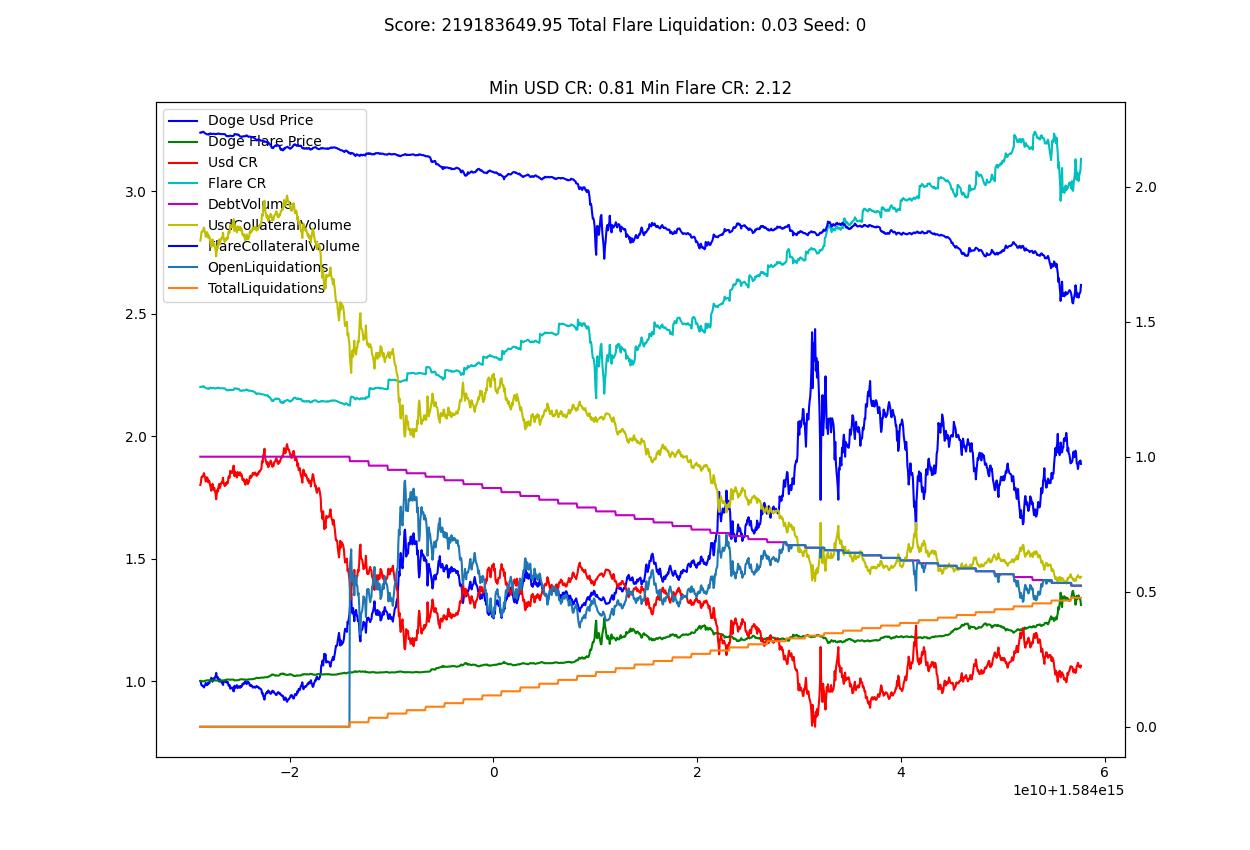 Score: 219183649.95 Total Flare Liquidation: 0.03 Seed: 0
Min USD CR: 0.81 Min Flare CR: 2.12
Doge Usd Price
Doge Flare Price
Usd CR
Flare CR
DebtVolume
UsdCollateralVolume
FlareCollateralVolume
OpenLiquidations
TotalLiquidations
3.0
2.5
2.0
1.5
1.0
2.0
1.5
1.0
0.5
0.0
−2
0
2
4
6
1e10+1.584e15